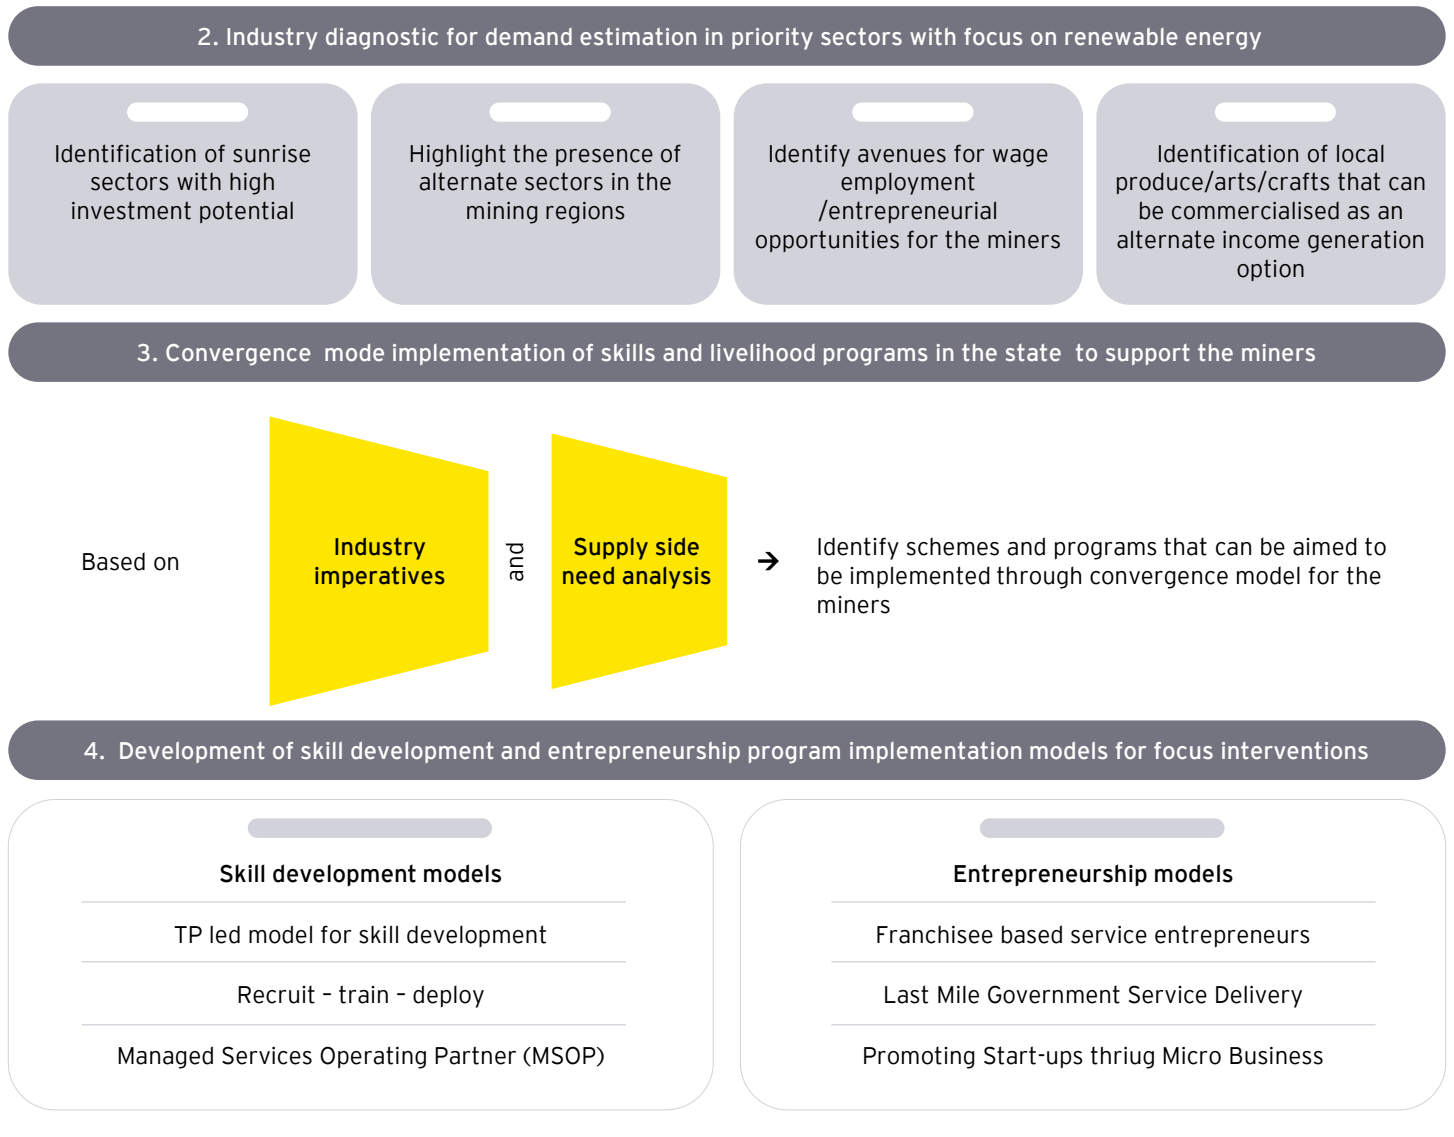 2. Industry diagnostic for demand estimation in priority sectors with focus on renewable energy
Identification of sunrise
sectors with high
investment potential
Highlight the presence of
alternate sectors in the
mining regions
Identify avenues for wage
employment
/entrepreneurial
opportunities for the miners
Identification of local
produce/arts/crafts that can
be commercialised as an
alternate income generation
option
3. Convergence  mode implementation of skills and livelihood programs in the state  to support the miners
Based on
Industry
imperatives
and
Supply side
need analysis
→
Identify schemes and programs that can be aimed to
be implemented through convergence model for the
miners
4.  Development of skill development and entrepreneurship program implementation models for focus interventions
Skill development models
TP led model for skill development
Recruit – train – deploy
Managed Services Operating Partner (MSOP)
Entrepreneurship models
Franchisee based service entrepreneurs
Last Mile Government Service Delivery
Promoting Start-ups thriug Micro Business